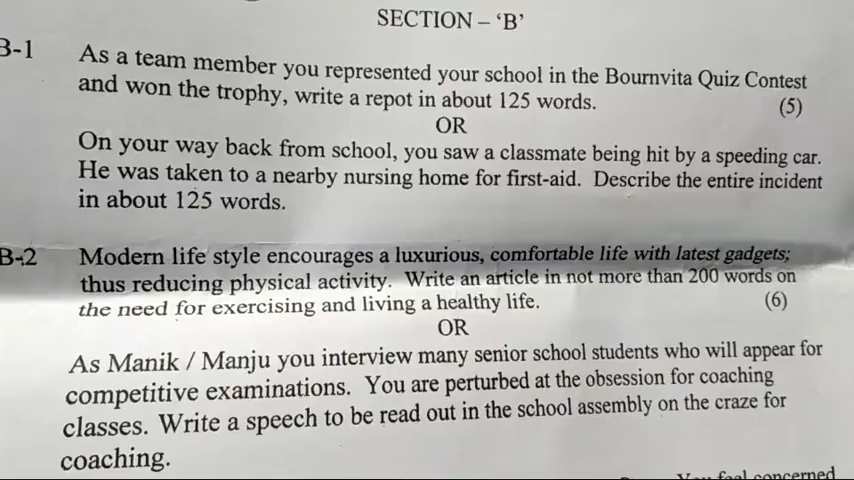 SECTION – ‘B’
B-1 As a team member you represented your school in the Bournvita Quiz Contest
and won the trophy, write a repot in about 125 words. (5)
OR
On your way back from school, you saw a classmate being hit by a speeding car.
He was taken to a nearby nursing home for first-aid. Describe the entire incident
in about 125 words.
B-2 Modern life style encourages a luxurious, comfortable life with latest gadgets;
thus reducing physical activity. Write an article in not more than 200 words on
the need for exercising and living a healthy life. (6)
OR
As Manik / Manju you interview many senior school students who will appear for
competitive examinations. You are perturbed at the obsession for coaching
classes. Write a speech to be read out in the school assembly on the craze for
coaching.
You feel concerned